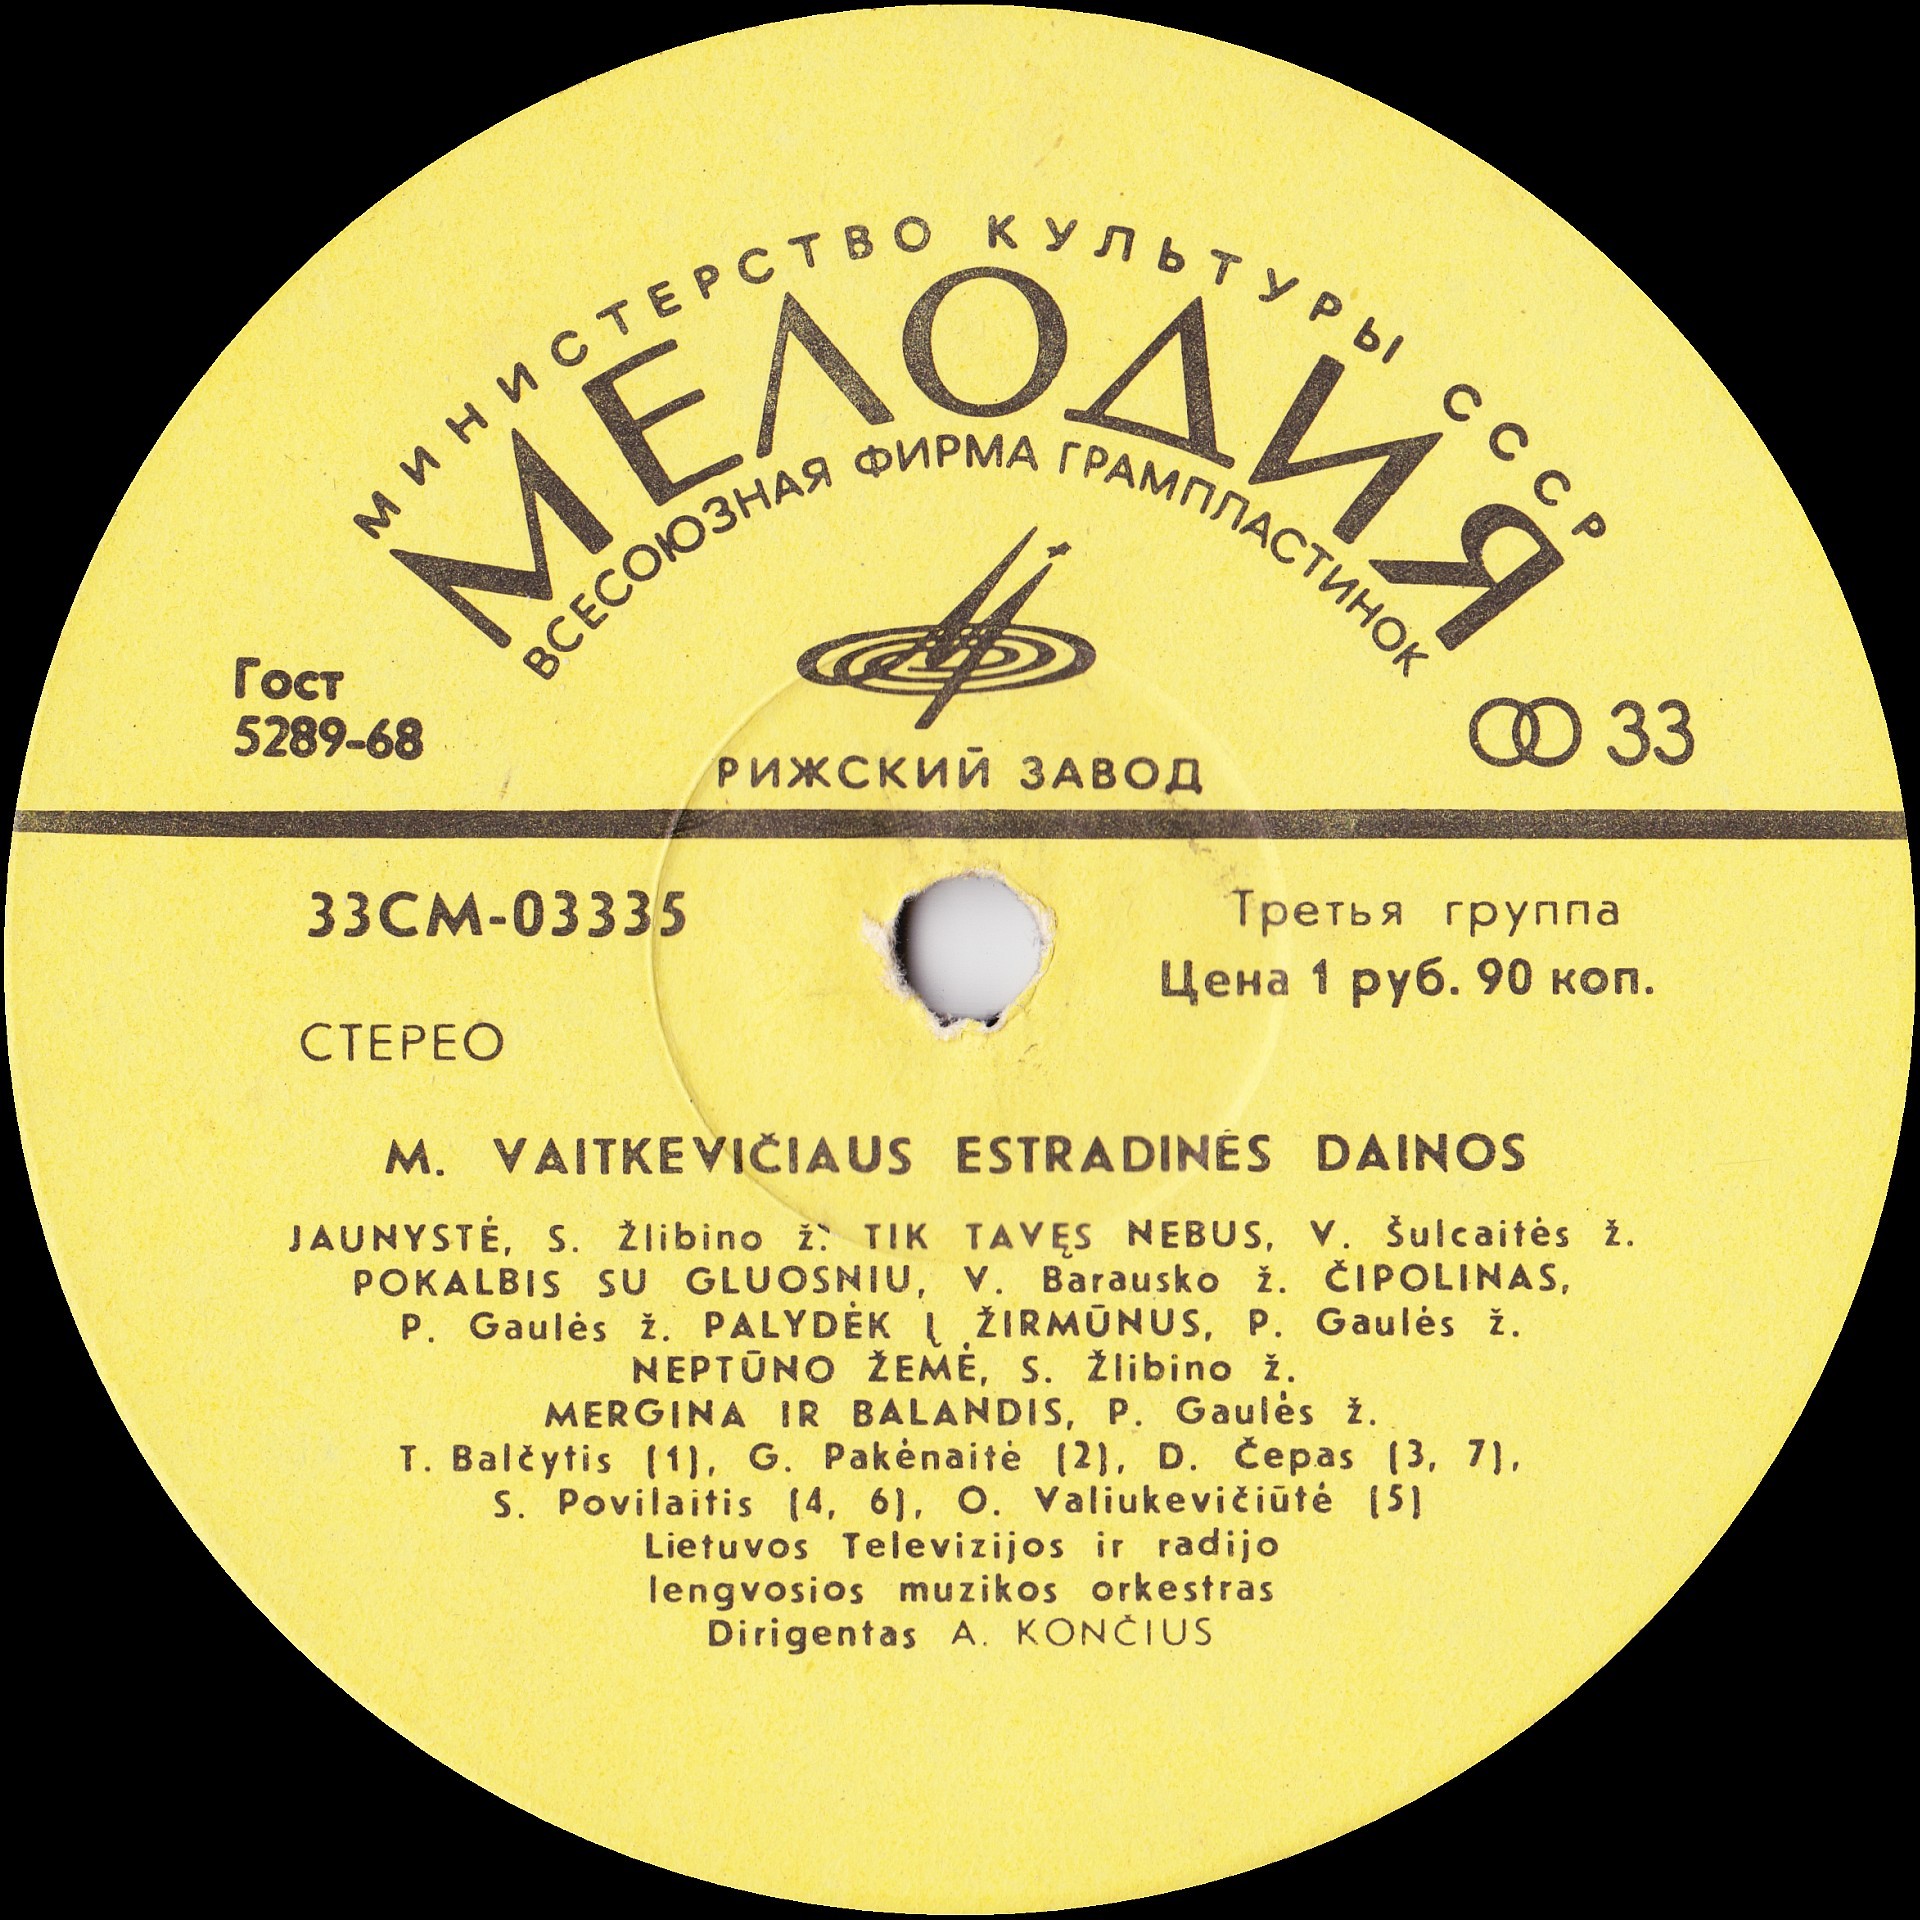 МИНИСТЕРСТВО КУЛЬТУРЫ СССР
МЕЛОДИЯ
ВСЕСОЮЗНАЯ ФИРМА ГРАМПЛАСТИНОК
Гост
5289-68
33
РИЖСКИЙ ЗАВОД
33СМ-03335
Третья группа
Цена 1 руб. 90 коп.
СТЕРЕО
M. VAITKEVIČIAUS ESTRADINĖS DAINOS
JAUNYSTĖ, S. Žlibino ž. TIK TAVĘS NEBUS, V. Šulcaitės ž.
POKALBIS SU GLUOSNIU, V. Barausko ž. ČIPOLINAS,
P. Gaulės ž. PALYDĖK Į ŽIRMŪNUS, P. Gaulės ž.
NEPTŪNO ŽEMĖ, S. Žlibino ž.
MERGINA IR BALANDIS, P. Gaulės ž.
T. Balčytis (1), G. Pakėnaitė (2), D. Čepas (3, 7),
S. Povilaitis (4, 6), O. Valiukevičiūtė (5)
Lietuvos Televizijos ir radijo
lengvosios muzikos orkestras
Dirigentas A. KONČIUS